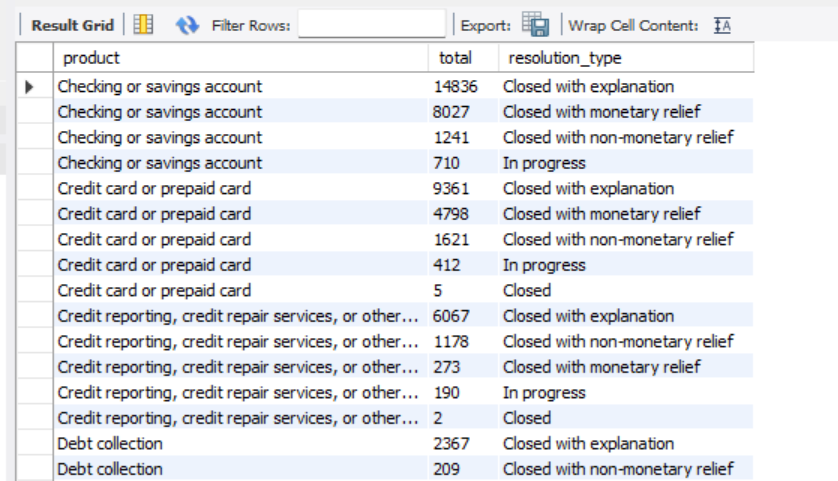 Result Grid Filter Rows: Export: Wrap Cell Content: IA
product total resolution_type
Checking or savings account 14836 Closed with explanation
Checking or savings account 8027 Closed with monetary relief
Checking or savings account 1241 Closed with non-monetary relief
Checking or savings account 710 In progress
Credit card or prepaid card 9361 Closed with explanation
Credit card or prepaid card 4798 Closed with monetary relief
Credit card or prepaid card 1621 Closed with non-monetary relief
Credit card or prepaid card 412 In progress
Credit card or prepaid card 5 Closed
Credit reporting, credit repair services, or other... 6067 Closed with explanation
Credit reporting, credit repair services, or other... 1178 Closed with non-monetary relief
Credit reporting, credit repair services, or other... 273 Closed with monetary relief
Credit reporting, credit repair services, or other... 190 In progress
Credit reporting, credit repair services, or other... 2 Closed
Debt collection 2367 Closed with explanation
Debt collection 209 Closed with non-monetary relief